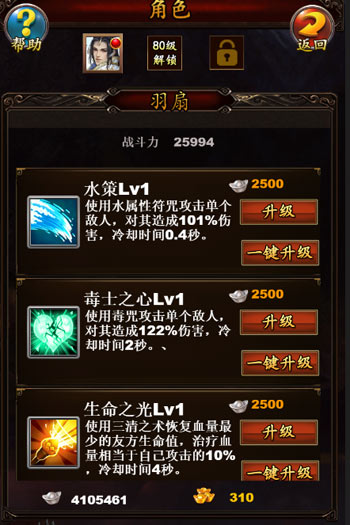 角色
帮助
80级
解锁
返回
羽扇
战斗力 25994
水策Lv1
2500
使用水属性符咒攻击单个
敌人，对其造成101%伤
害，冷却时间0.4秒。
升级
一键升级
毒士之心Lv1
2500
使用毒咒攻击单个敌人，
对其造成122%伤害，冷
却时间2秒。、
升级
一键升级
生命之光Lv1
2500
使用三清之术恢复血量最
少的友方生命值，治疗血
量相当于自己攻击的10%
，冷却时间4秒。
升级
一键升级
4105461
310